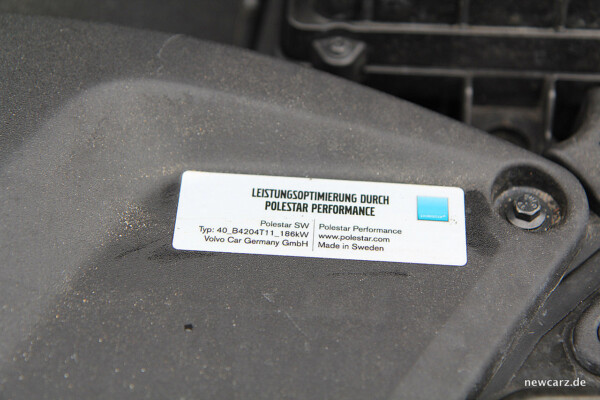 LEISTUNGSOPTIMIERUNG DURCH
POLESTAR PERFORMANCE
Polestar SW
Typ: 40_B4204T11_186kW
Volvo Car Germany GmbH
Polestar Performance
www.polestar.com
Made in Sweden
newcarz.de